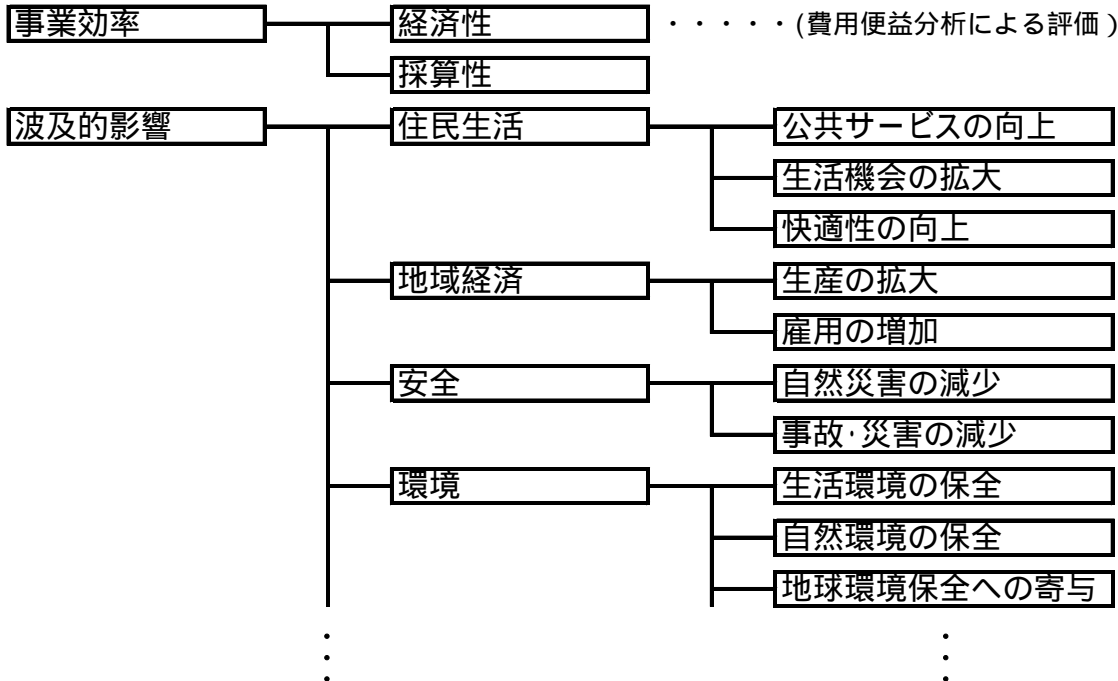 事業効率 経済性 ・・・・・(費用便益分析による評価)
採算性
波及的影響 住民生活 公共サービスの向上
生活機会の拡大
快適性の向上
地域経済 生産の拡大
雇用の増加
安全 自然災害の減少
事故・災害の減少
環境 生活環境の保全
自然環境の保全
地球環境保全への寄与
・ ・
・ ・
・ ・